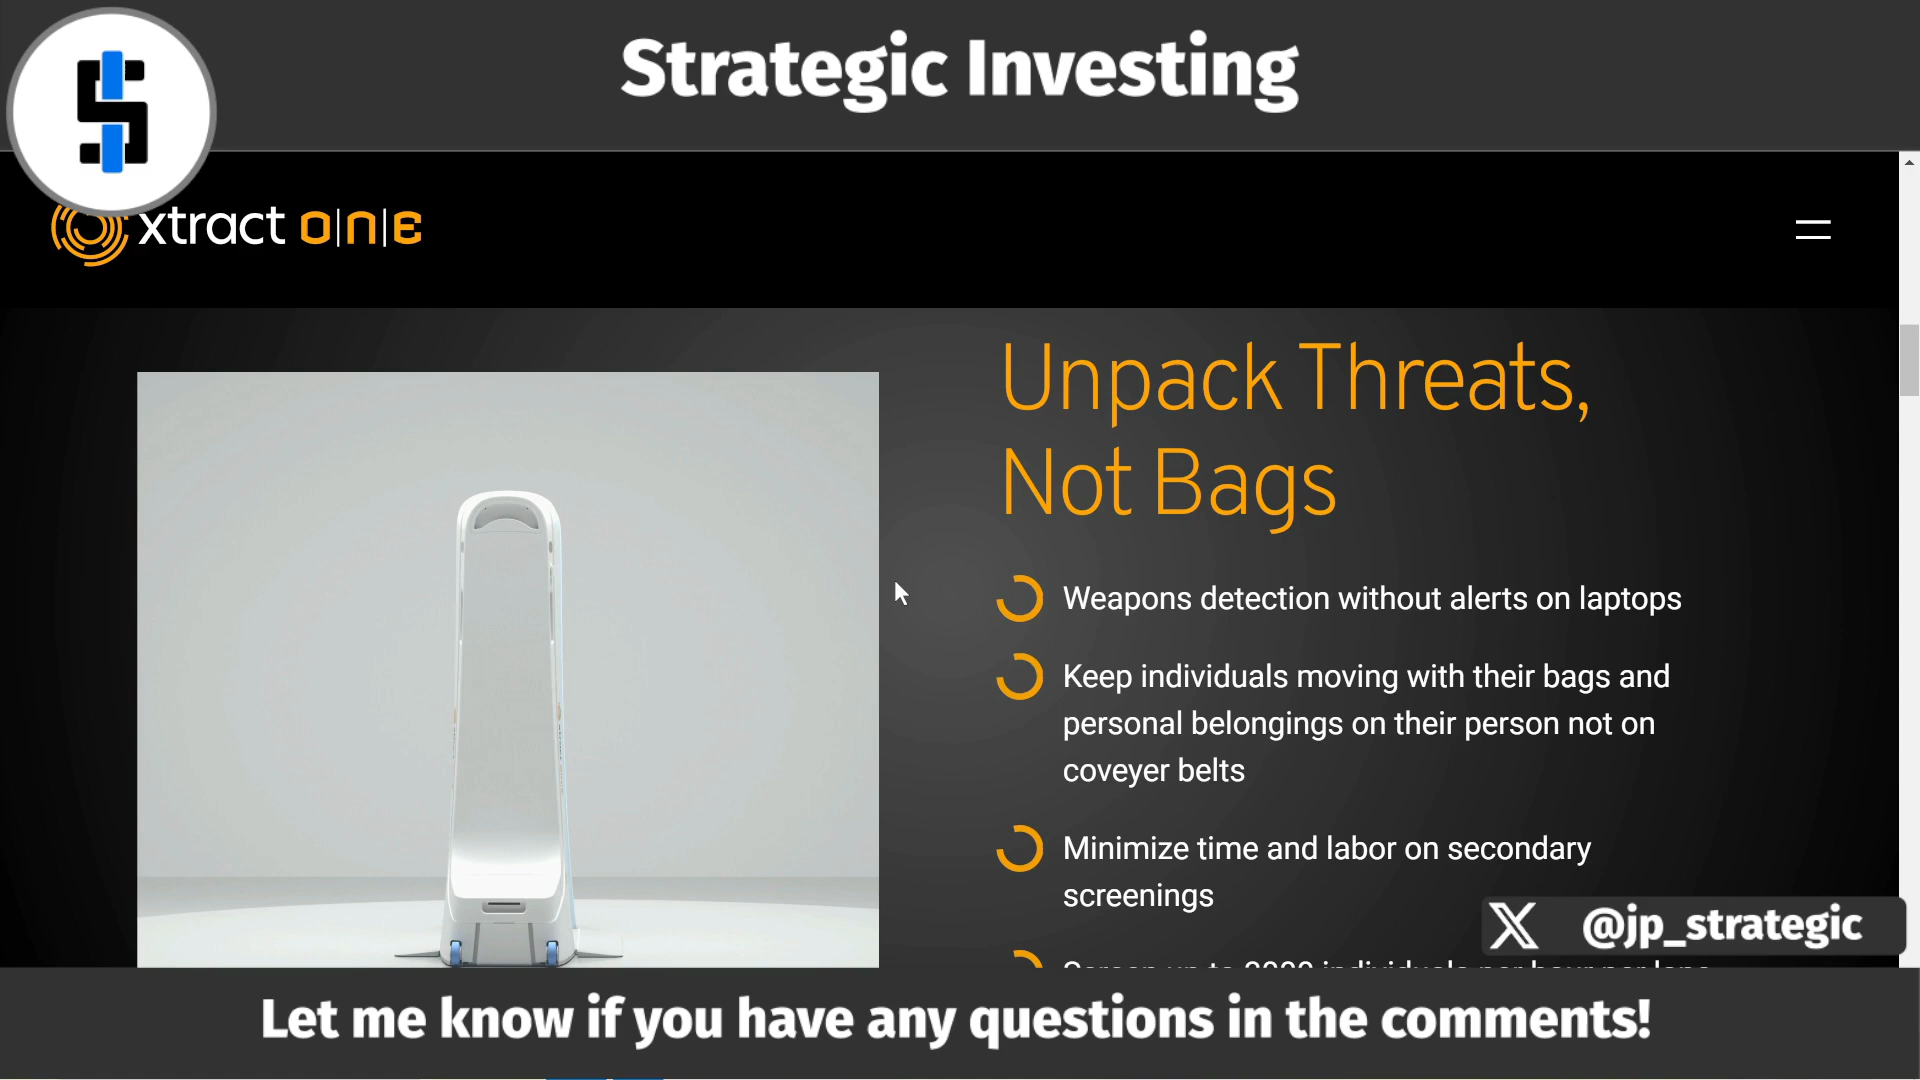 Strategic Investing
xtract ONE
Unpack Threats,
Not Bags
Weapons detection without alerts on laptops
Keep individuals moving with their bags and
personal belongings on their person not on
coveyer belts
Minimize time and labor on secondary
screenings
@jp_strategic
Let me know if you have any questions in the comments!